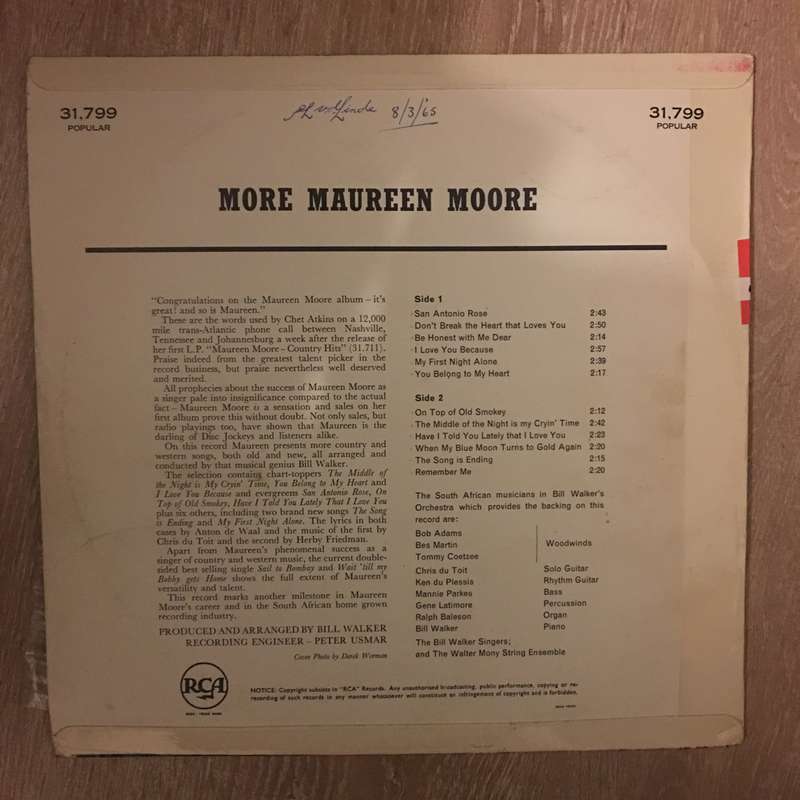 31,799
POPULAR
8/3/'65
31,799
POPULAR
MORE MAUREEN MOORE
"Congratulations on the Maureen Moore album – it's
great! and so is Maureen."
These are the words used by Chet Atkins on a 12,000
mile trans-Atlantic phone call between Nashville,
Tennessee and Johannesburg a week after the release of
her first L.P. "Maureen Moore – Country Hits" (31.711).
Praise indeed from the greatest talent picker in the
record business, but praise nevertheless well deserved
and merited.
All prophecies about the success of Maureen Moore as
a singer pale into insignificance compared to the actual
fact – Maureen Moore is a sensation and sales on her
first album prove this without doubt. Not only sales, but
radio playings too, have shown that Maureen is the
darling of Disc Jockeys and listeners alike.
On this record Maureen presents more country and
western songs, both old and new, all arranged and
conducted by that musical genius Bill Walker.
The selection contains chart-toppers The Middle of
the Night is My Cryin' Time, You Belong to My Heart and
I Love You Because and evergreens San Antonio Rose, On
Top of Old Smokey, Have I Told You Lately That I Love You
plus six others, including two brand new songs The Song
is Ending and My First Night Alone. The lyrics in both
cases by Anton de Waal and the music of the first by
Chris du Toit and the second by Herby Friedman.
Apart from Maureen's phenomenal success as a
singer of country and western music, the current double-
sided best selling single Sail to Bombay and Wait 'till my
Bobby gets Home shows the full extent of Maureen's
versatility and talent.
This record marks another milestone in Maureen
Moore's career and in the South African home grown
recording industry.
PRODUCED AND ARRANGED BY BILL WALKER
RECORDING ENGINEER – PETER USMAR
Cover Photo by Derek Worman
Side 1
San Antonio Rose 2:43
Don't Break the Heart that Loves You 2:50
Be Honest with Me Dear 2:14
I Love You Because 2:57
My First Night Alone 2:39
You Belong to My Heart 2:17
Side 2
On Top of Old Smokey 2:12
The Middle of the Night is my Cryin' Time 2:42
Have I Told You Lately that I Love You 2:23
When My Blue Moon Turns to Gold Again 2:20
The Song is Ending 2:15
Remember Me 2:20
The South African musicians in Bill Walker's
Orchestra which provides the backing on this
record are:
Bob Adams
Bes Martin Woodwinds
Tommy Coetzee
Chris du Toit Solo Guitar
Ken du Plessis Rhythm Guitar
Mannie Parkes Bass
Gene Latimore Percussion
Ralph Baleson Organ
Bill Walker Piano
The Bill Walker Singers;
and The Walter Mony String Ensemble
RCA
NOTICE: Copyright subsists in "RCA" Records. Any unauthorised broadcasting, public performance, copying or re-
recording of such records in any manner whatsoever will constitute an infringement of copyright and is forbidden.